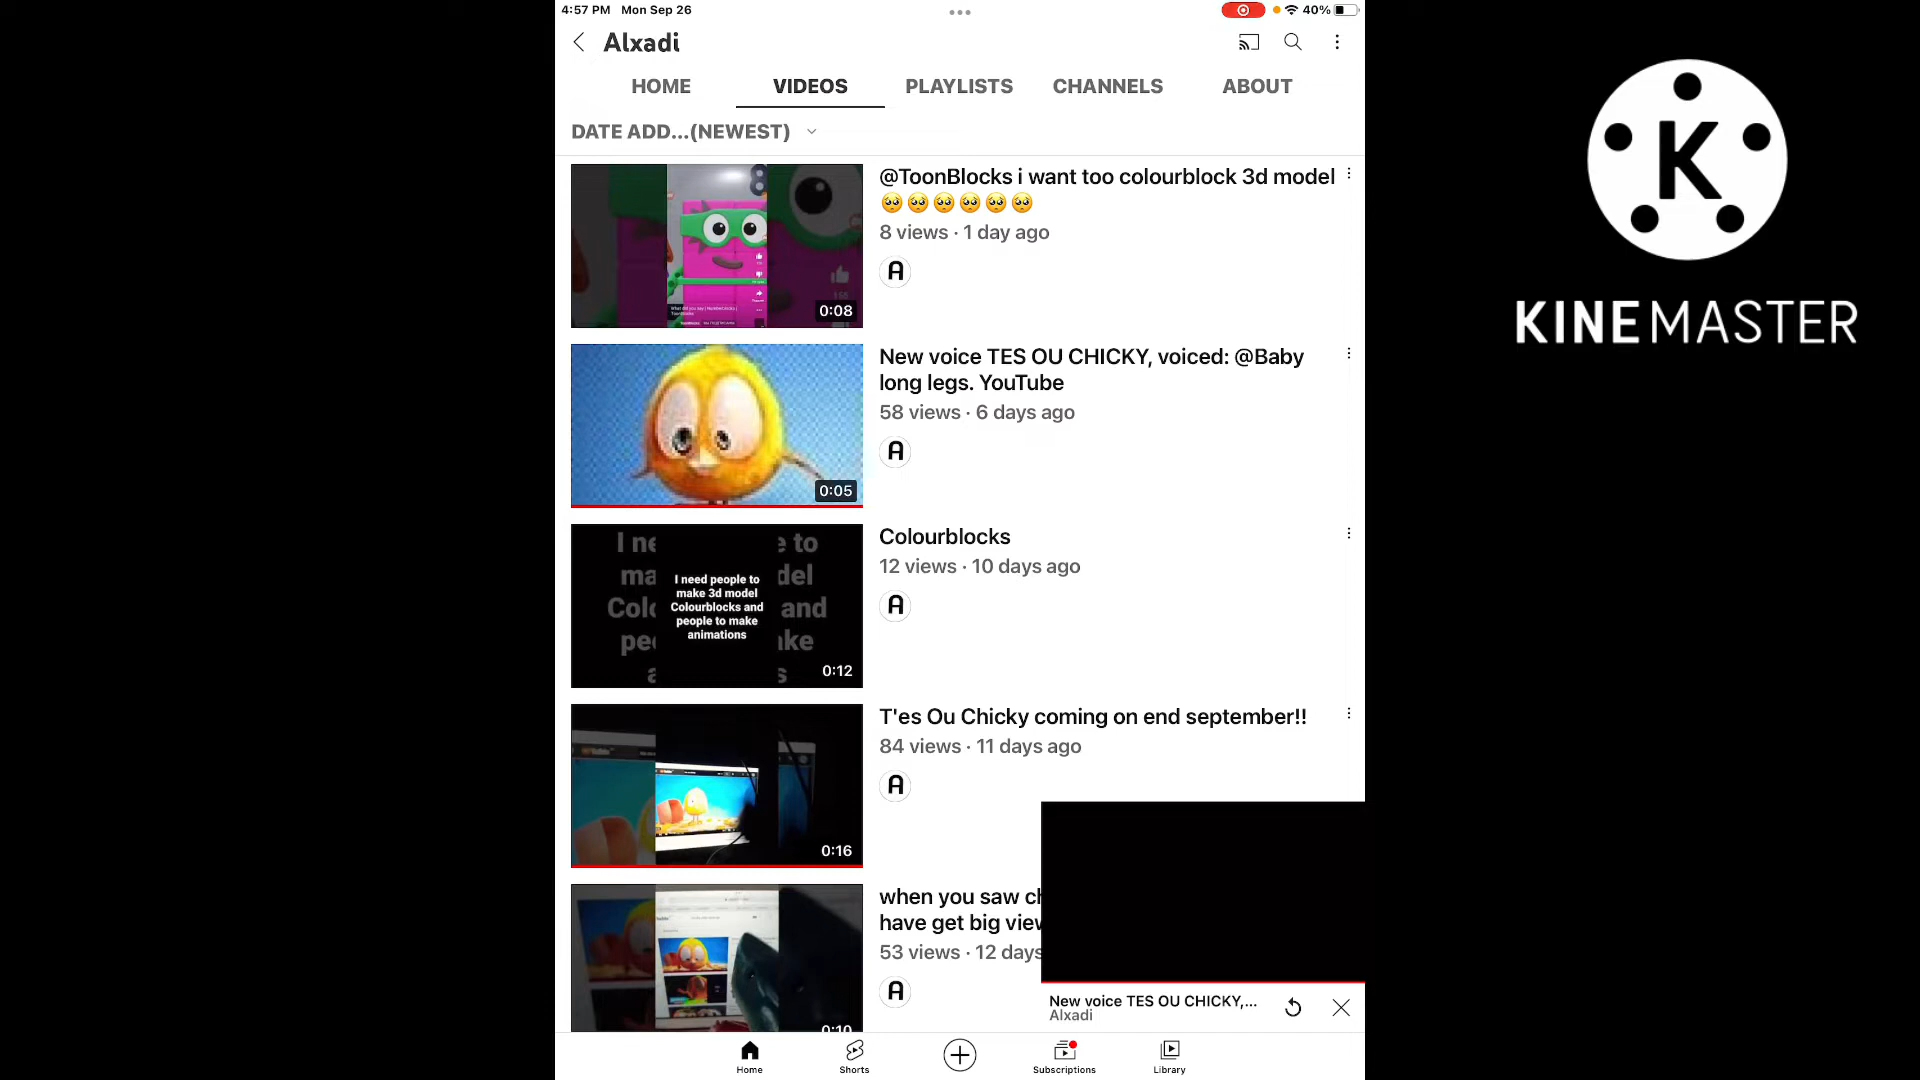 4:57 PM Mon Sep 26
40%
Alxadi
HOME VIDEOS PLAYLISTS CHANNELS ABOUT
DATE ADD...(NEWEST)
@ToonBlocks i want too colourblock 3d model
🥺🥺🥺🥺🥺🥺
8 views · 1 day ago
A
0:08
New voice TES OU CHICKY, voiced: @Baby
long legs. YouTube
58 views · 6 days ago
A
0:05
Colourblocks
12 views · 10 days ago
A
I need people to
make 3d model
Colourblocks and
people to make
animations
0:12
T'es Ou Chicky coming on end september!!
84 views · 11 days ago
A
0:16
when you saw ch
have get big view
53 views · 12 days
A
0:10
New voice TES OU CHICKY,...
Alxadi
Home Shorts Subscriptions Library
K
KINEMASTER